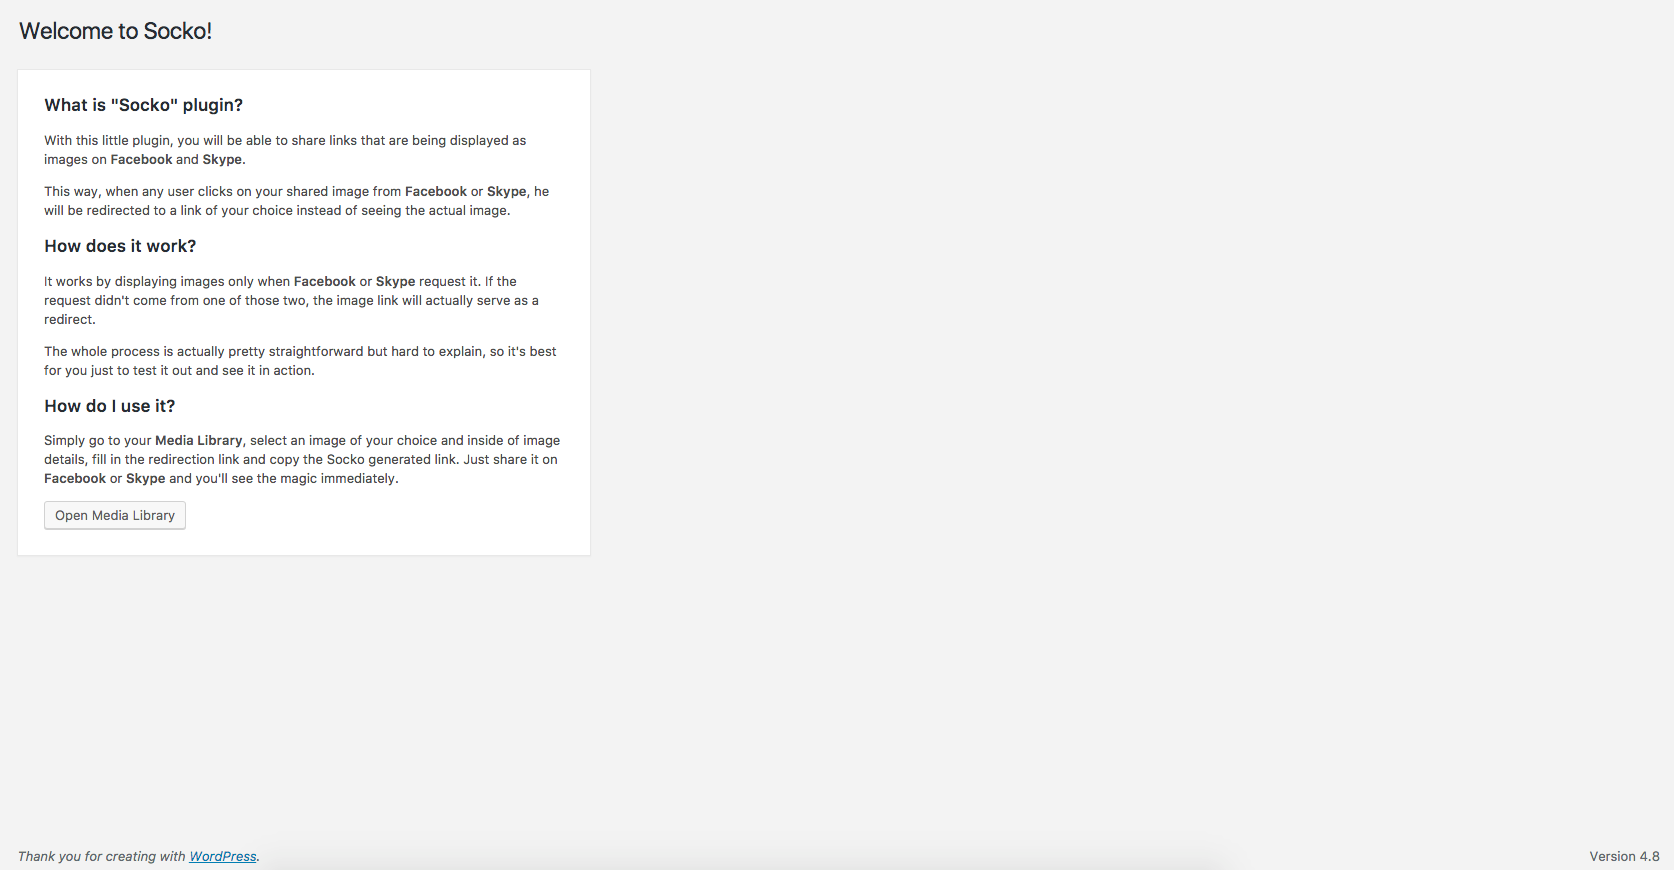 Welcome to Socko!
What is "Socko" plugin?
With this little plugin, you will be able to share links that are being displayed as
images on Facebook and Skype.
This way, when any user clicks on your shared image from Facebook or Skype, he
will be redirected to a link of your choice instead of seeing the actual image.
How does it work?
It works by displaying images only when Facebook or Skype request it. If the
request didn't come from one of those two, the image link will actually serve as a
redirect.
The whole process is actually pretty straightforward but hard to explain, so it's best
for you just to test it out and see it in action.
How do I use it?
Simply go to your Media Library, select an image of your choice and inside of image
details, fill in the redirection link and copy the Socko generated link. Just share it on
Facebook or Skype and you'll see the magic immediately.
Open Media Library
Thank you for creating with WordPress.
Version 4.8